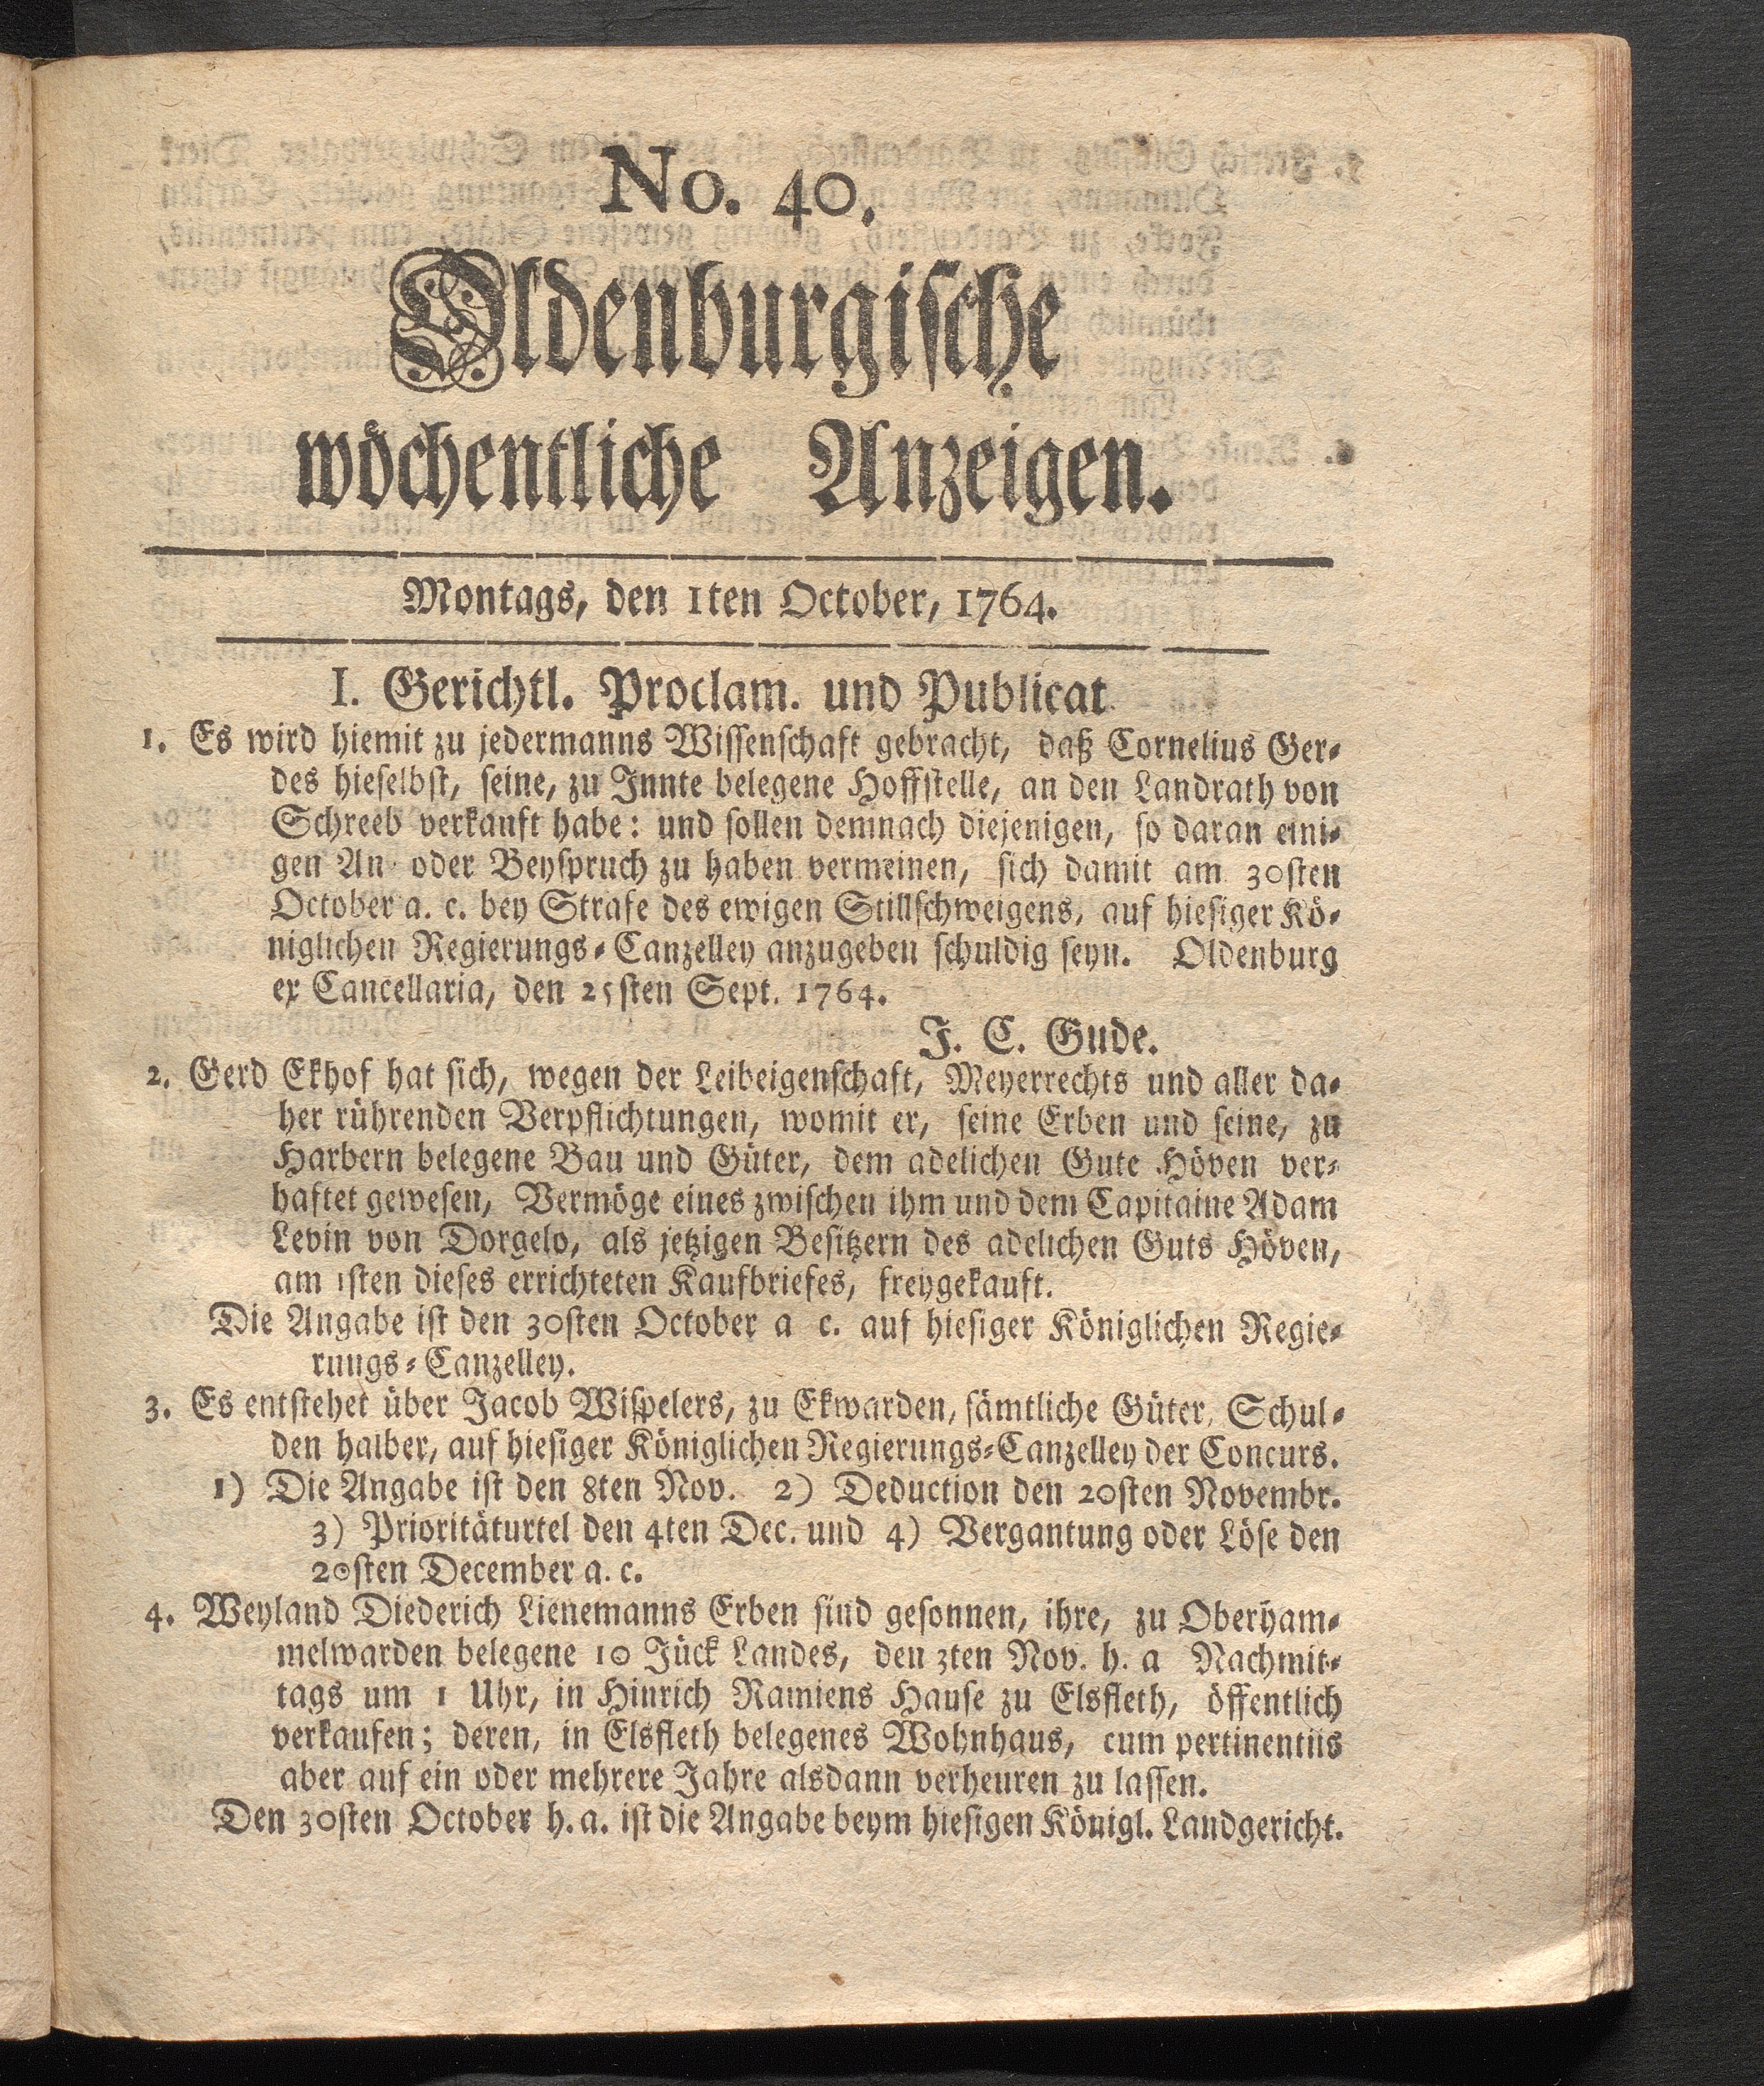 No. 40.
Oldenburgische
wöchentliche Anzeigen.
Montags, den 1ten October, 1764.
I. Gerichtl. Proclam. und Publicat.
1. Es wird hiemit zu jedermanns Wissenschaft gebracht, daß Cornelius Ger-
des hieselbst, seine, zu Innte belegene Hoffstelle, an den Landrath von
Schreeb verkauft habe: und sollen demnach diejenigen, so daran eini-
gen An- oder Beyspruch zu haben vermeinen, sich damit am 30sten
October a. c. bey Strafe des ewigen Stillschweigens, auf hiesiger Kö-
niglichen Regierungs-Canzelley anzugeben schuldig seyn. Oldenburg
ex Cancellaria, den 25sten Sept. 1764.
J. C. Gude.
2. Gerd Ekhof hat sich, wegen der Leibeigenschaft, Meyerrechts und aller da-
her rührenden Verpflichtungen, womit er, seine Erben und seine, zu
Harbern belegene Bau und Güter, dem adelichen Gute Höven ver-
haftet gewesen, Vermöge eines zwischen ihm und dem Capitaine Adam
Levin von Dorgelo, als jetzigen Besitzern des adelichen Guts Höven,
am 1sten dieses errichteten Kaufbriefes, freygekauft.
Die Angabe ist den 30sten October a c. auf hiesiger Königlichen Regie-
rungs-Canzelley.
3. Es entstehet über Jacob Wispelers, zu Ekwarden, sämtliche Güter, Schul-
den halber, auf hiesiger Königlichen Regierungs-Canzelley der Concurs.
1) Die Angabe ist den 8ten Nov. 2) Deduction den 20sten Novembr.
3) Prioritäturtel den 4ten Dec. und 4) Vergantung oder Löse den
20sten December a. c.
4. Weyland Diederich Lienemanns Erben sind gesonnen, ihre, zu Oberham-
melwarden belegene 10 Jück Landes, den 3ten Nov. h. a Nachmit-
tags um 1 Uhr, in Hinrich Ramiens Hause zu Elsfleth, öffentlich
verkaufen; deren, in Elsfleth belegenes Wohnhaus, cum pertinentiis
aber auf ein oder mehrere Jahre alsdann verheuren zu lassen.
Den 30sten October h. a. ist die Angabe beym hiesigen Königl. Landgericht.